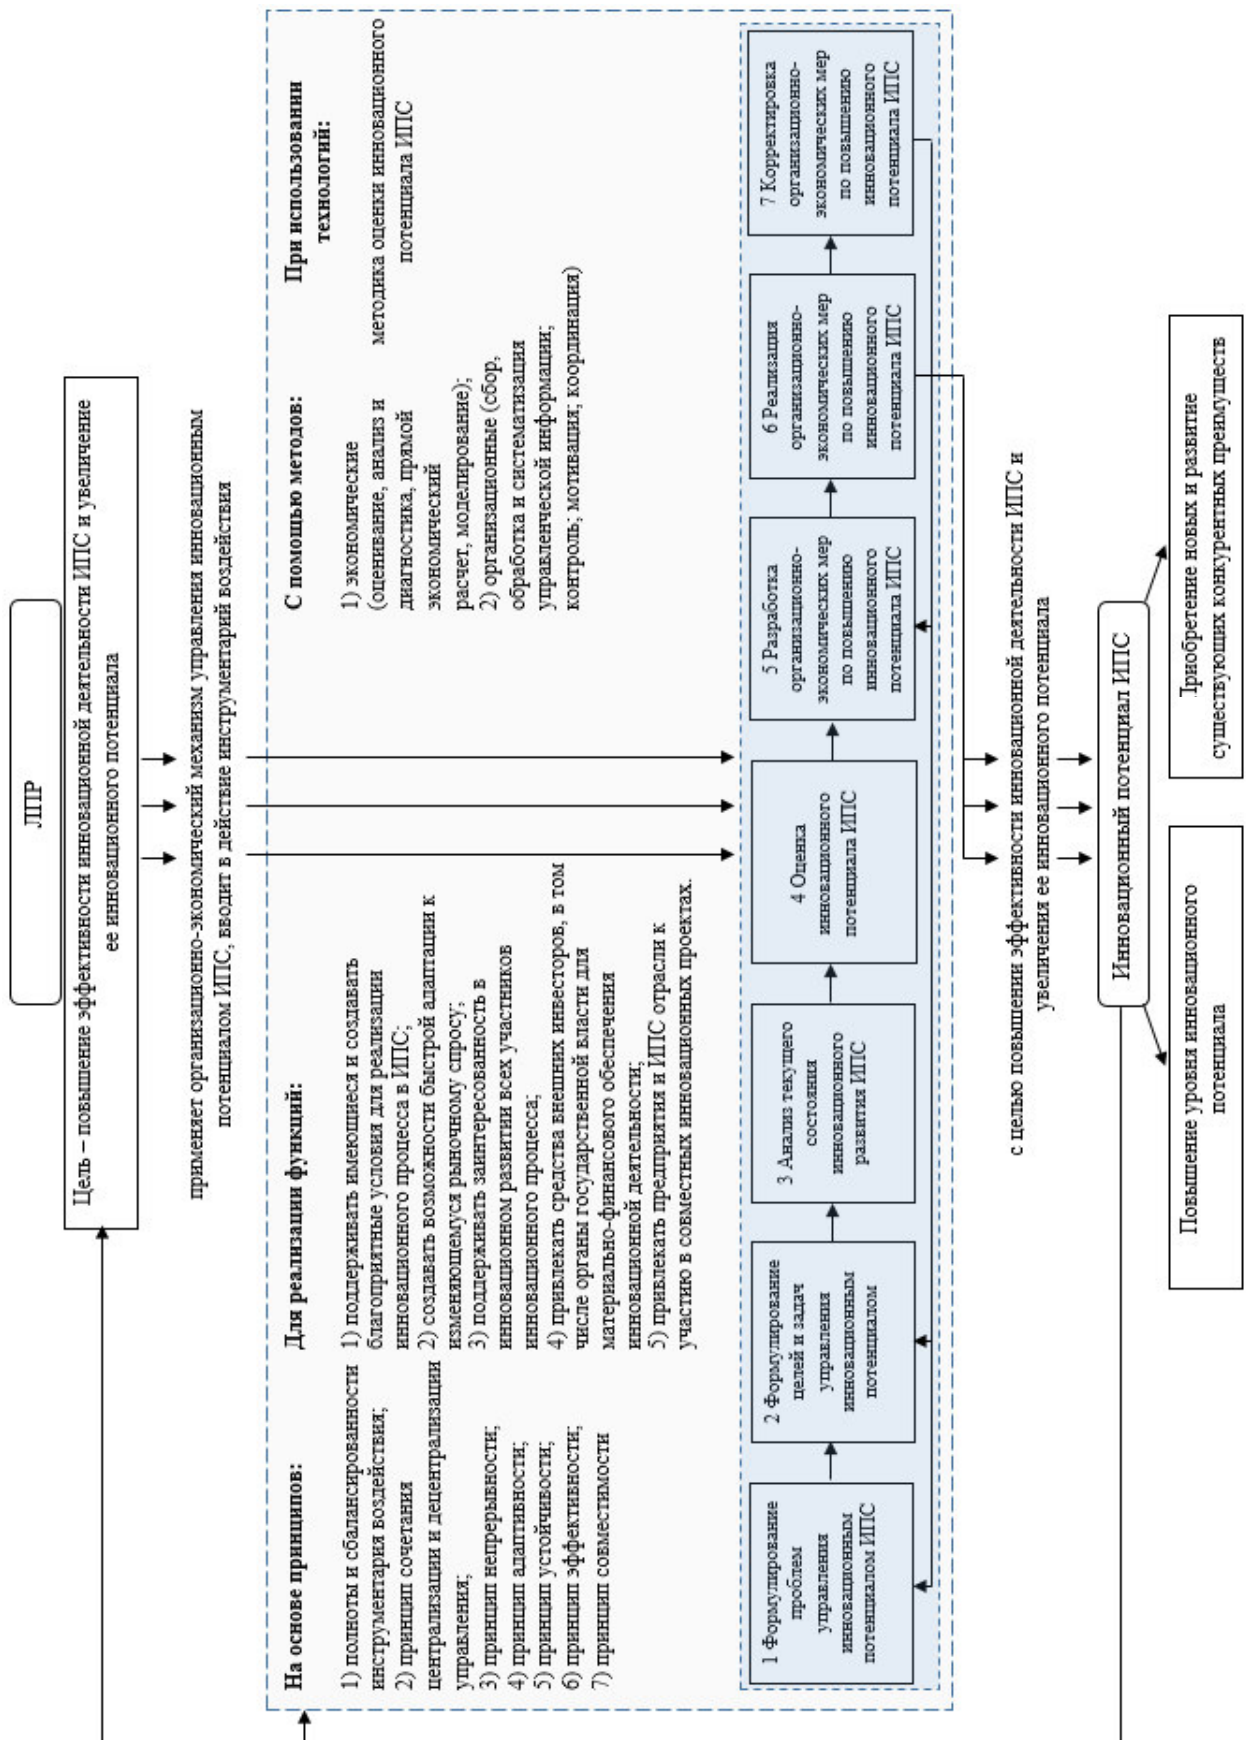 ЛПР
Цель – повышение эффективности инновационной деятельности ИПС и увеличение
ее инновационного потенциала
применяет организационно-экономический механизм управления инновационным
потенциалом ИПС, вводит в действие инструментарий воздействия
На основе принципов:
1) полноты и сбалансированности
инструментария воздействия;
2) принцип сочетания
централизации и децентрализации
управления;
3) принцип непрерывности;
4) принцип адаптивности;
5) принцип устойчивости;
6) принцип эффективности;
7) принцип совместимости
Для реализации функций:
1) поддерживать имеющиеся и создавать
благоприятные условия для реализации
инновационного процесса в ИПС;
2) создавать возможности быстрой адаптации к
изменяющемуся рыночному спросу;
3) поддерживать заинтересованность в
инновационном развитии всех участников
инновационного процесса;
4) привлекать средства внешних инвесторов, в том
числе органы государственной власти для
материально-финансового обеспечения
инновационной деятельности;
5) привлекать предприятия и ИПС отрасли к
участию в совместных инновационных проектах.
С помощью методов:
1) экономические
(оценивание, анализ и
диагностика, прямой
экономический
расчет, моделирование);
2) организационные (сбор,
обработка и систематизация
управленческой информации;
контроль; мотивация; координация)
При использовании
технологий:
методика оценки инновационного
потенциала ИПС
1 Формулирование
проблем
управления
инновационным
потенциалом ИПС
2 Формулирование
целей и задач
управления
инновационным
потенциалом
3 Анализ текущего
состояния
инновационного
развития ИПС
4 Оценка
инновационного
потенциала ИПС
5 Разработка
организационно-
экономических мер
по повышению
инновационного
потенциала ИПС
6 Реализация
организационно-
экономических мер
по повышению
инновационного
потенциала ИПС
7 Корректировка
организационно-
экономических мер
по повышению
инновационного
потенциала ИПС
с целью повышении эффективности инновационной деятельности ИПС и
увеличения ее инновационного потенциала
Инновационный потенциал ИПС
Повышение уровня инновационного
потенциала
Приобретение новых и развитие
существующих конкурентных преимуществ